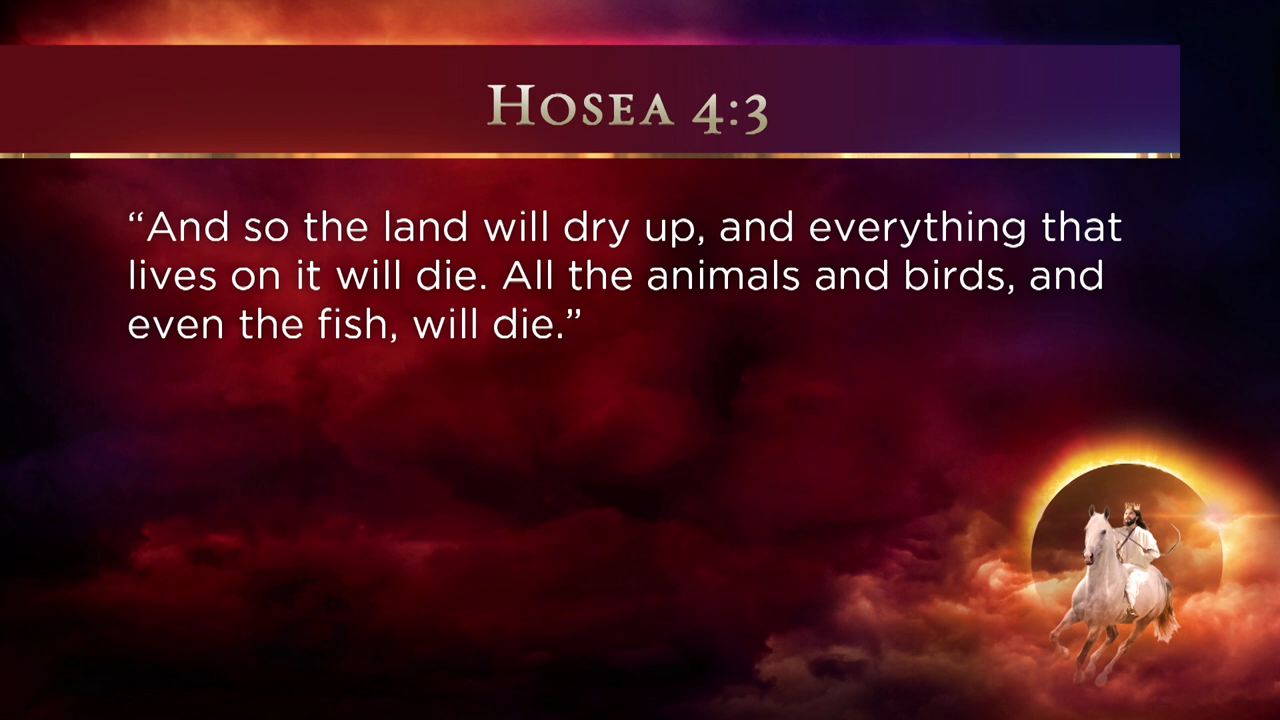 Hosea 4:3
“And so the land will dry up, and everything that
lives on it will die. All the animals and birds, and
even the fish, will die.”